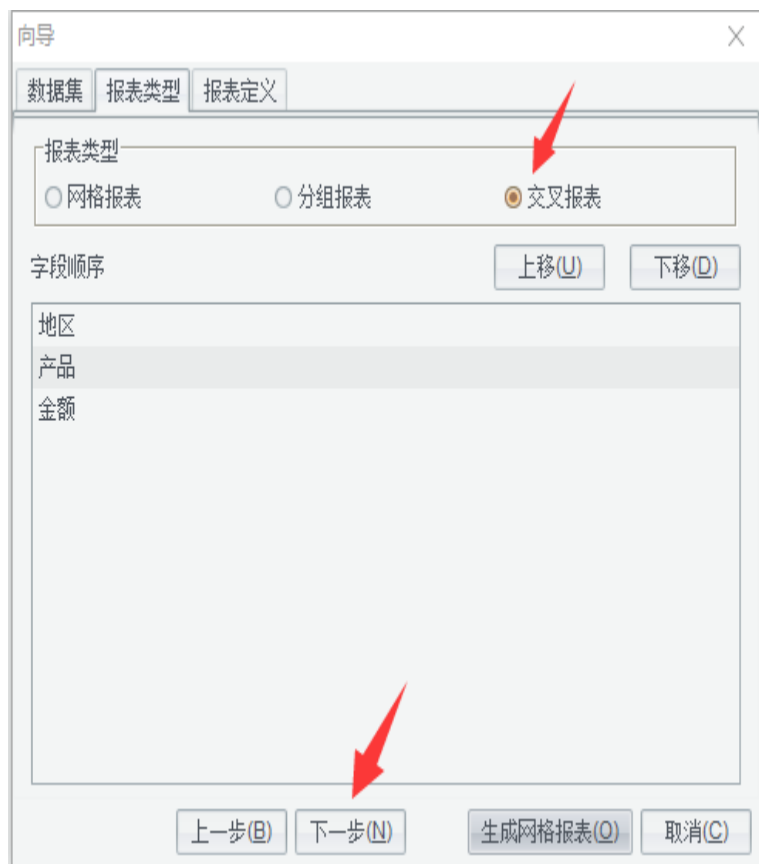 向导
数据集 报表类型 报表定义
报表类型
网格报表 分组报表 交叉报表
字段顺序 上移(U) 下移(D)
地区
产品
金额
上一步(B) 下一步(N) 生成网格报表(O) 取消(C)